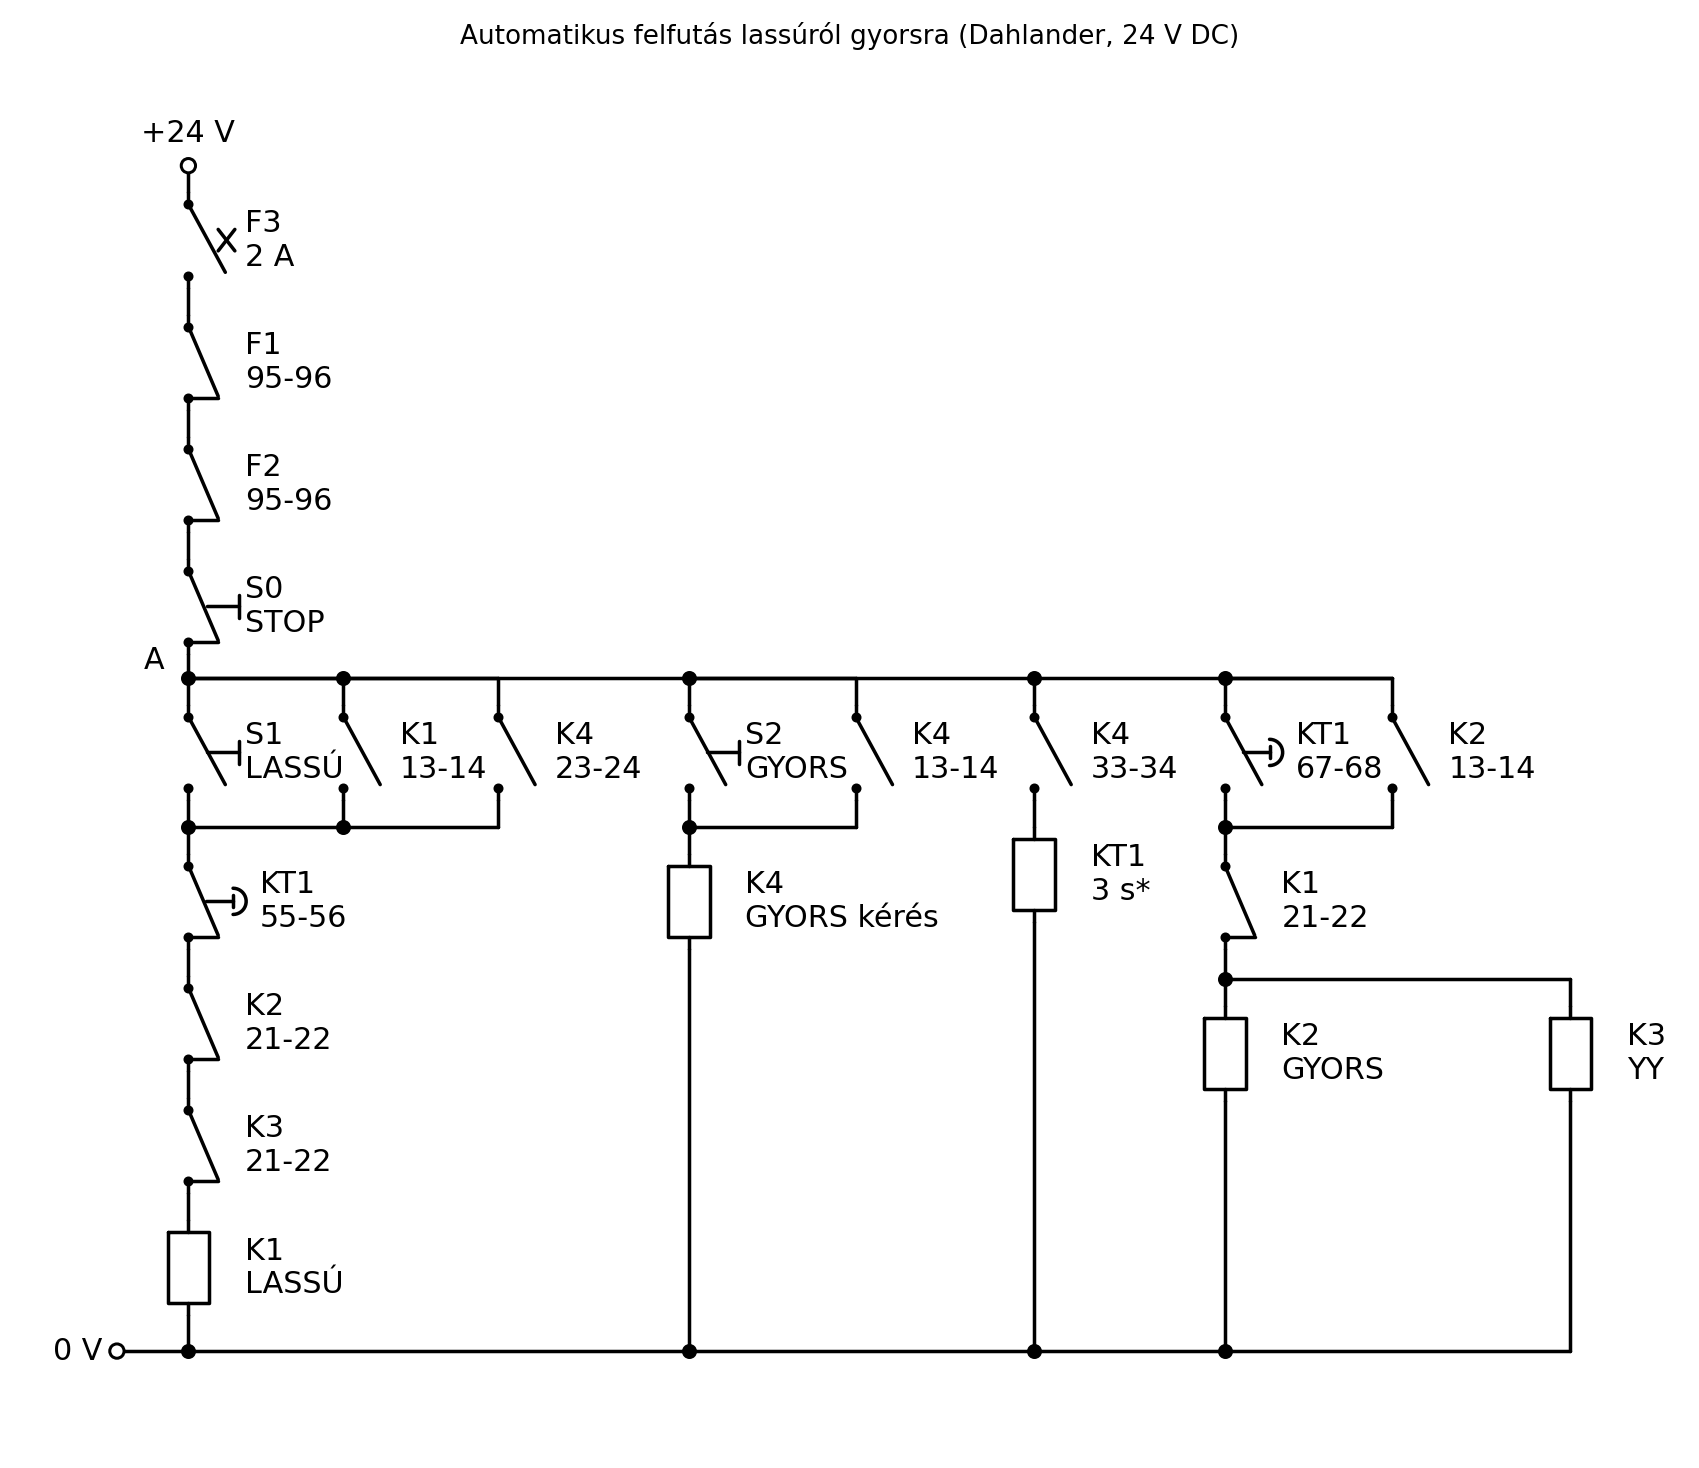 Automatikus felfutás lassúról gyorsra (Dahlander, 24 V DC)
+24 V
F3
2 A
F1
95-96
F2
95-96
S0
STOP
A
S1
LASSÚ
K1
13-14
K4
23-24
S2
GYORS
K4
13-14
K4
33-34
KT1
67-68
K2
13-14
KT1
55-56
K4
GYORS kérés
KT1
3 s*
K1
21-22
K2
21-22
K2
GYORS
K3
YY
K3
21-22
K1
LASSÚ
0 V